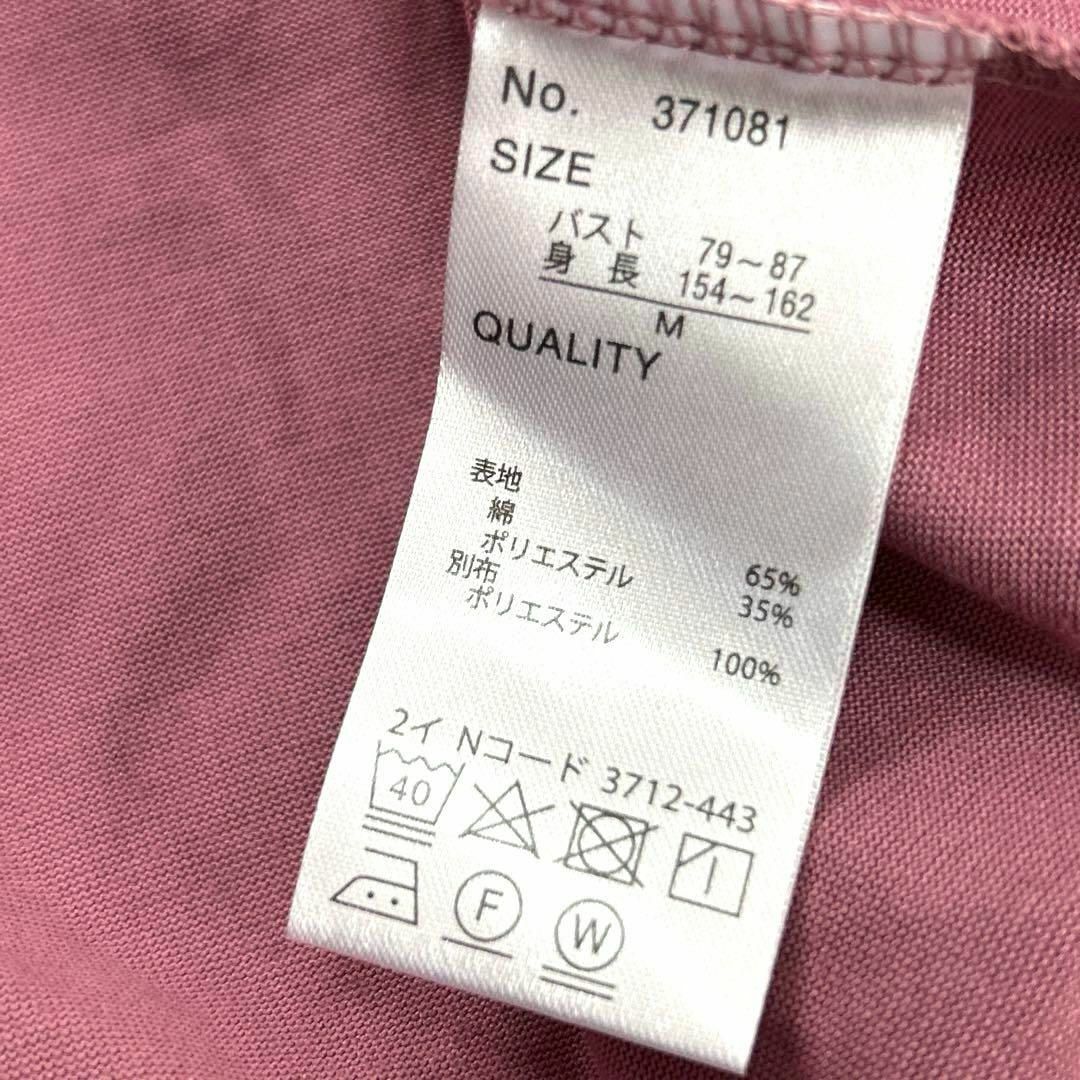 No. 371081
SIZE
バスト 79～87
身長 154～162
M
QUALITY
表地
綿 65%
ポリエステル 35%
別布
ポリエステル 100%
2イ Nコード 3712-443
40
F W